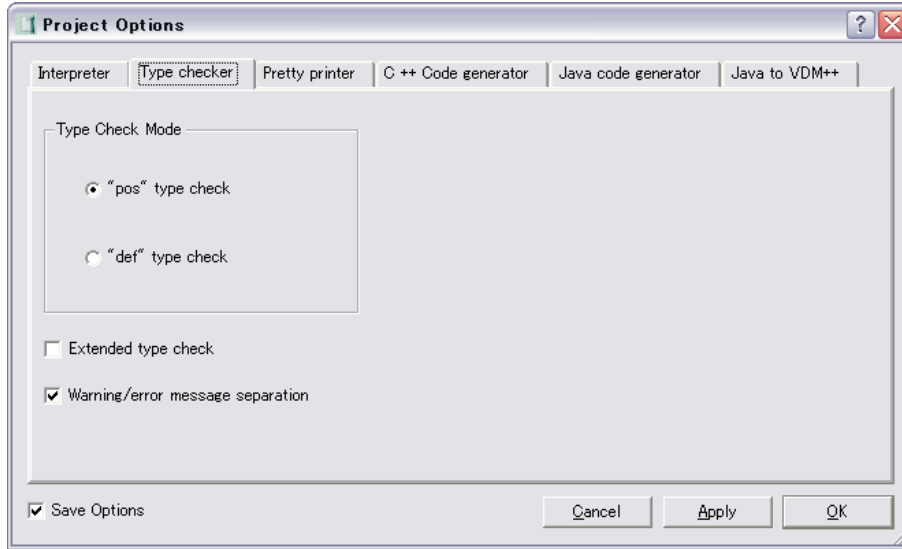 Project Options
Interpreter Type checker Pretty printer C ++ Code generator Java code generator Java to VDM++
Type Check Mode
"pos" type check
"def" type check
Extended type check
Warning/error message separation
Save Options Cancel Apply OK